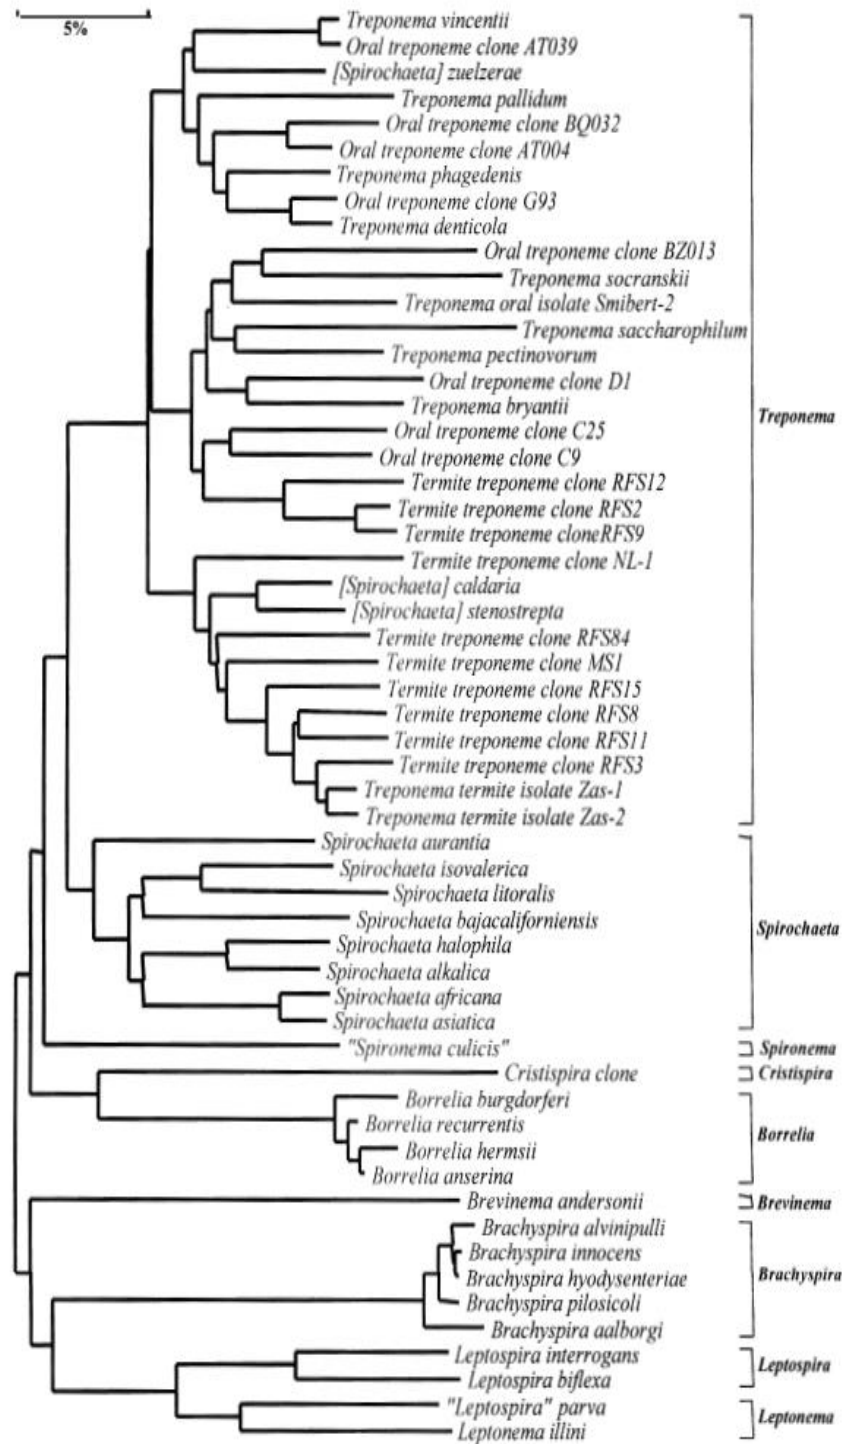 5%
Treponema vincentii
Oral treponeme clone AT039
[Spirochaeta] zuelzerae
Treponema pallidum
Oral treponeme clone BQ032
Oral treponeme clone AT004
Treponema phagedenis
Oral treponeme clone G93
Treponema denticola
Oral treponeme clone BZ013
Treponema socranskii
Treponema oral isolate Smibert-2
Treponema saccharophilum
Treponema pectinovorum
Oral treponeme clone D1
Treponema bryantii
Oral treponeme clone C25
Oral treponeme clone C9
Termite treponeme clone RFS12
Termite treponeme clone RFS2
Termite treponeme cloneRFS9
Termite treponeme clone NL-1
[Spirochaeta] caldaria
[Spirochaeta] stenostrepta
Termite treponeme clone RFS84
Termite treponeme clone MS1
Termite treponeme clone RFS15
Termite treponeme clone RFS8
Termite treponeme clone RFS11
Termite treponeme clone RFS3
Treponema termite isolate Zas-1
Treponema termite isolate Zas-2
Treponema
Spirochaeta aurantia
Spirochaeta isovalerica
Spirochaeta litoralis
Spirochaeta bajacaliforniensis
Spirochaeta halophila
Spirochaeta alkalica
Spirochaeta africana
Spirochaeta asiatica
Spirochaeta
"Spironema culicis"
Spironema
Cristispira clone
Cristispira
Borrelia burgdorferi
Borrelia recurrentis
Borrelia hermsii
Borrelia anserina
Borrelia
Brevinema andersonii
Brevinema
Brachyspira alvinipulli
Brachyspira innocens
Brachyspira hyodysenteriae
Brachyspira pilosicoli
Brachyspira aalborgi
Brachyspira
Leptospira interrogans
Leptospira biflexa
Leptospira
"Leptospira" parva
Leptonema illini
Leptonema